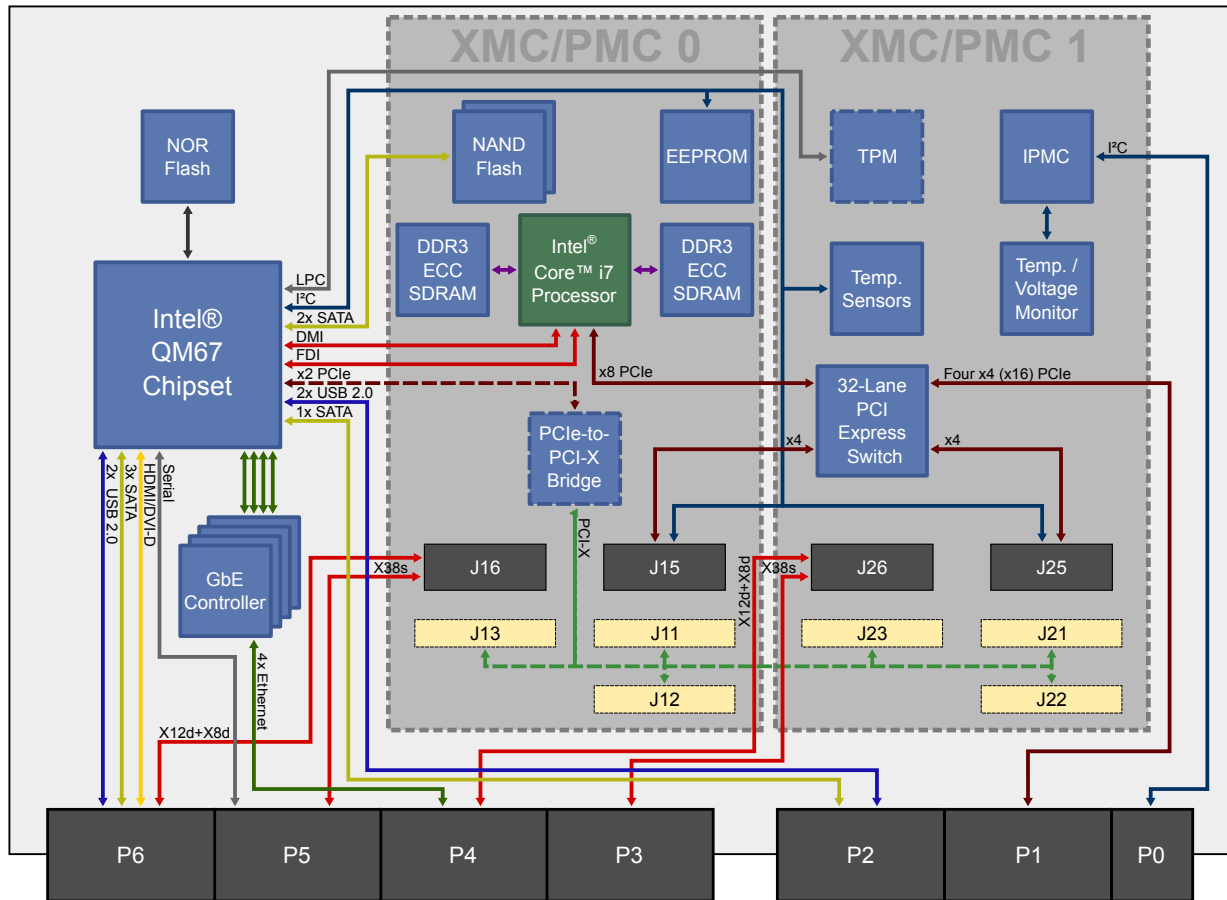 XMC/PMC 0
XMC/PMC 1
NOR
Flash
NAND
Flash
EEPROM
TPM
IPMC
I²C
DDR3
ECC
SDRAM
Intel®
Core™ i7
Processor
DDR3
ECC
SDRAM
Temp.
Sensors
Temp. /
Voltage
Monitor
Intel®
QM67
Chipset
LPC
I²C
2x SATA
DMI
FDI
x2 PCIe
2x USB 2.0
1x SATA
x8 PCIe
Four x4 (x16) PCIe
32-Lane
PCI
Express
Switch
x4
x4
PCIe-to-
PCI-X
Bridge
PCI-X
2x  USB 2.0
3x SATA
HDMI/DVI-D
Serial
GbE
Controller
4x Ethernet
X38s
J16
J15
X12d+X8d
X38s
J26
J25
J13
J11
J23
J21
J12
J22
X12d+X8d
P6
P5
P4
P3
P2
P1
P0